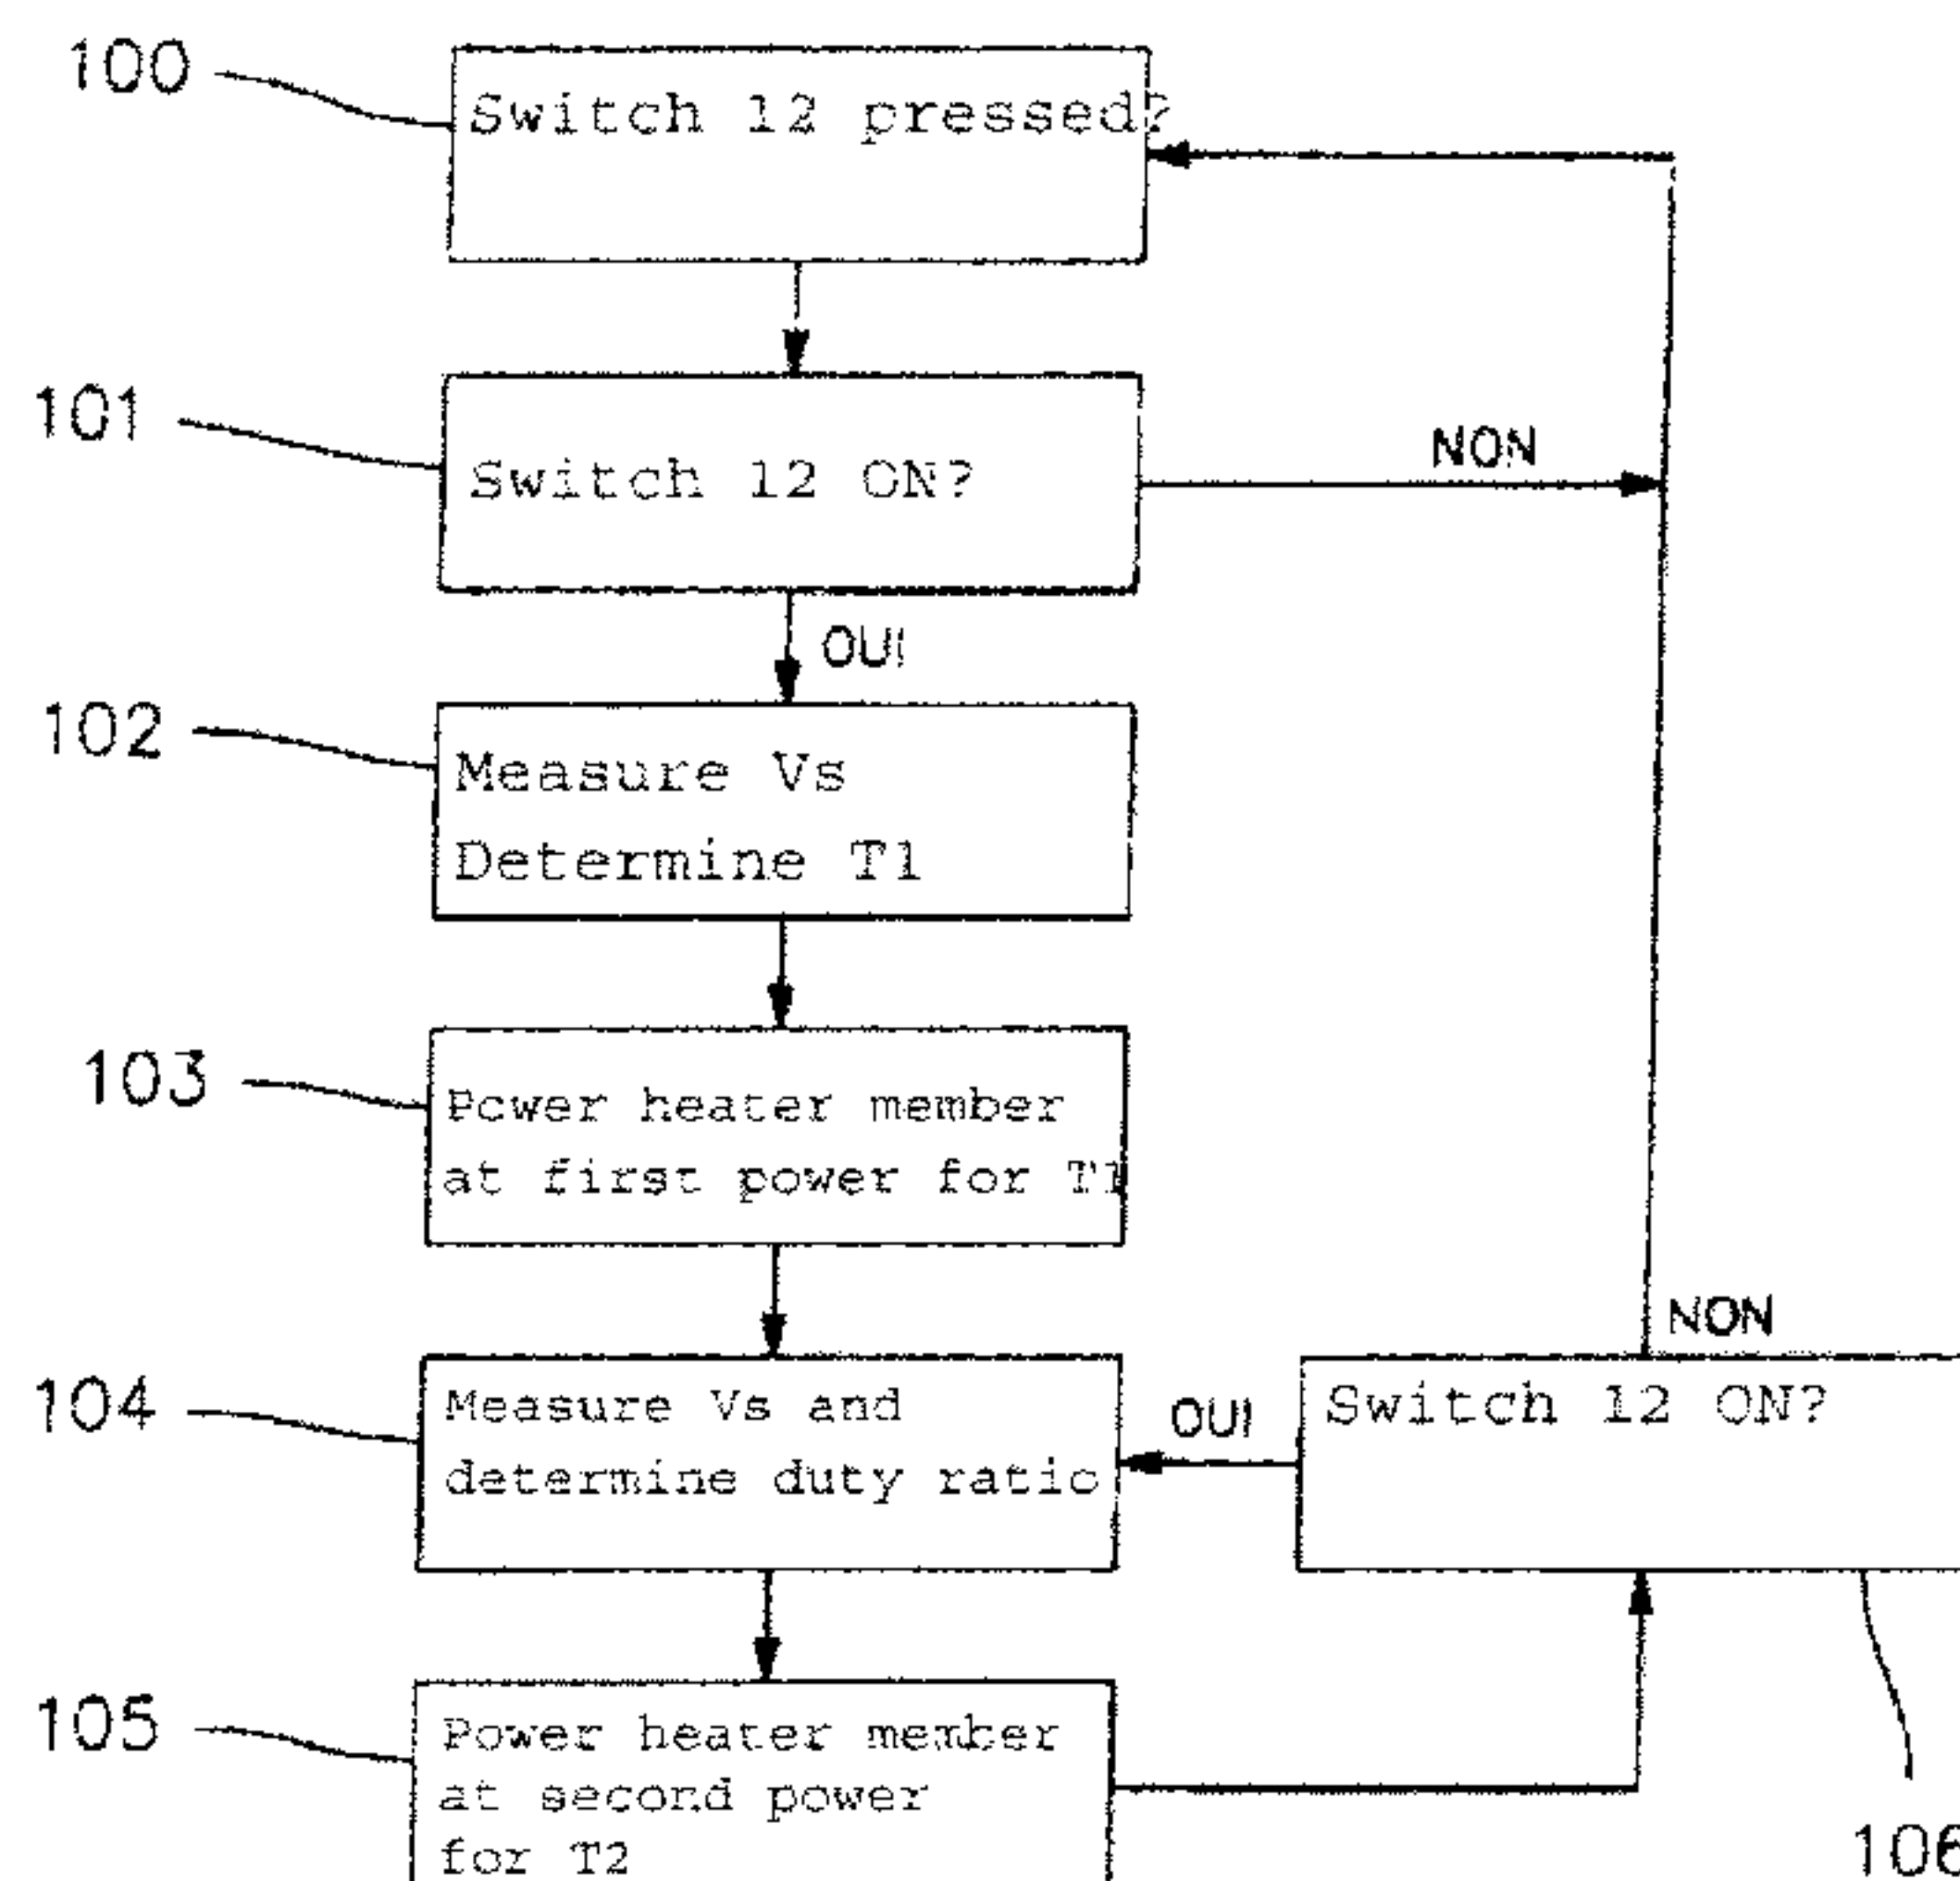 100
Switch 12 pressed?
101
Switch 12 ON?
NON
OUI
102
Measure Vs
Determine T1
103
Power heater member
at first power for T1
NON
104
Measure Vs and
determine duty ratio
OUI
Switch 12 ON?
105
Power heater member
at second power
for T2
106